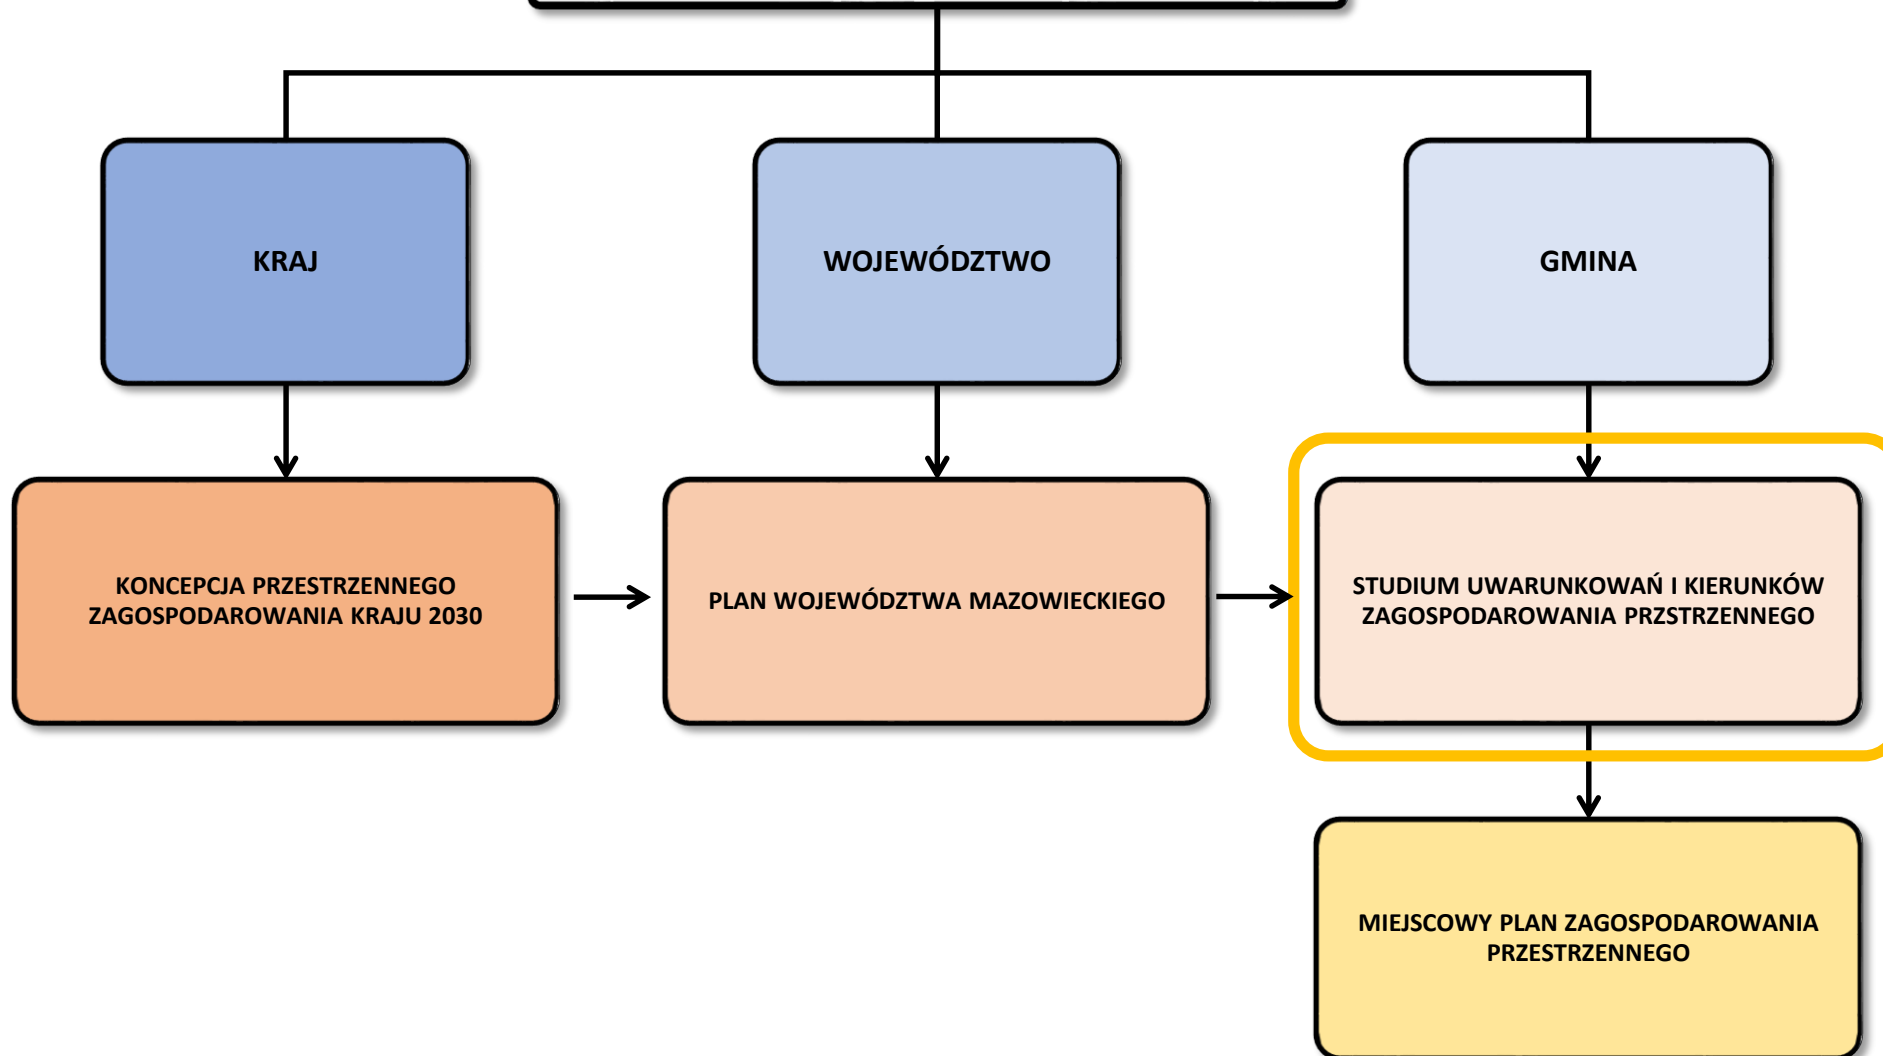 KRAJ
WOJEWÓDZTWO
GMINA
KONCEPCJA PRZESTRZENNEGO
ZAGOSPODAROWANIA KRAJU 2030
PLAN WOJEWÓDZTWA MAZOWIECKIEGO
STUDIUM UWARUNKOWAŃ I KIERUNKÓW
ZAGOSPODAROWANIA PRZSTRZENNEGO
MIEJSCOWY PLAN ZAGOSPODAROWANIA
PRZESTRZENNEGO